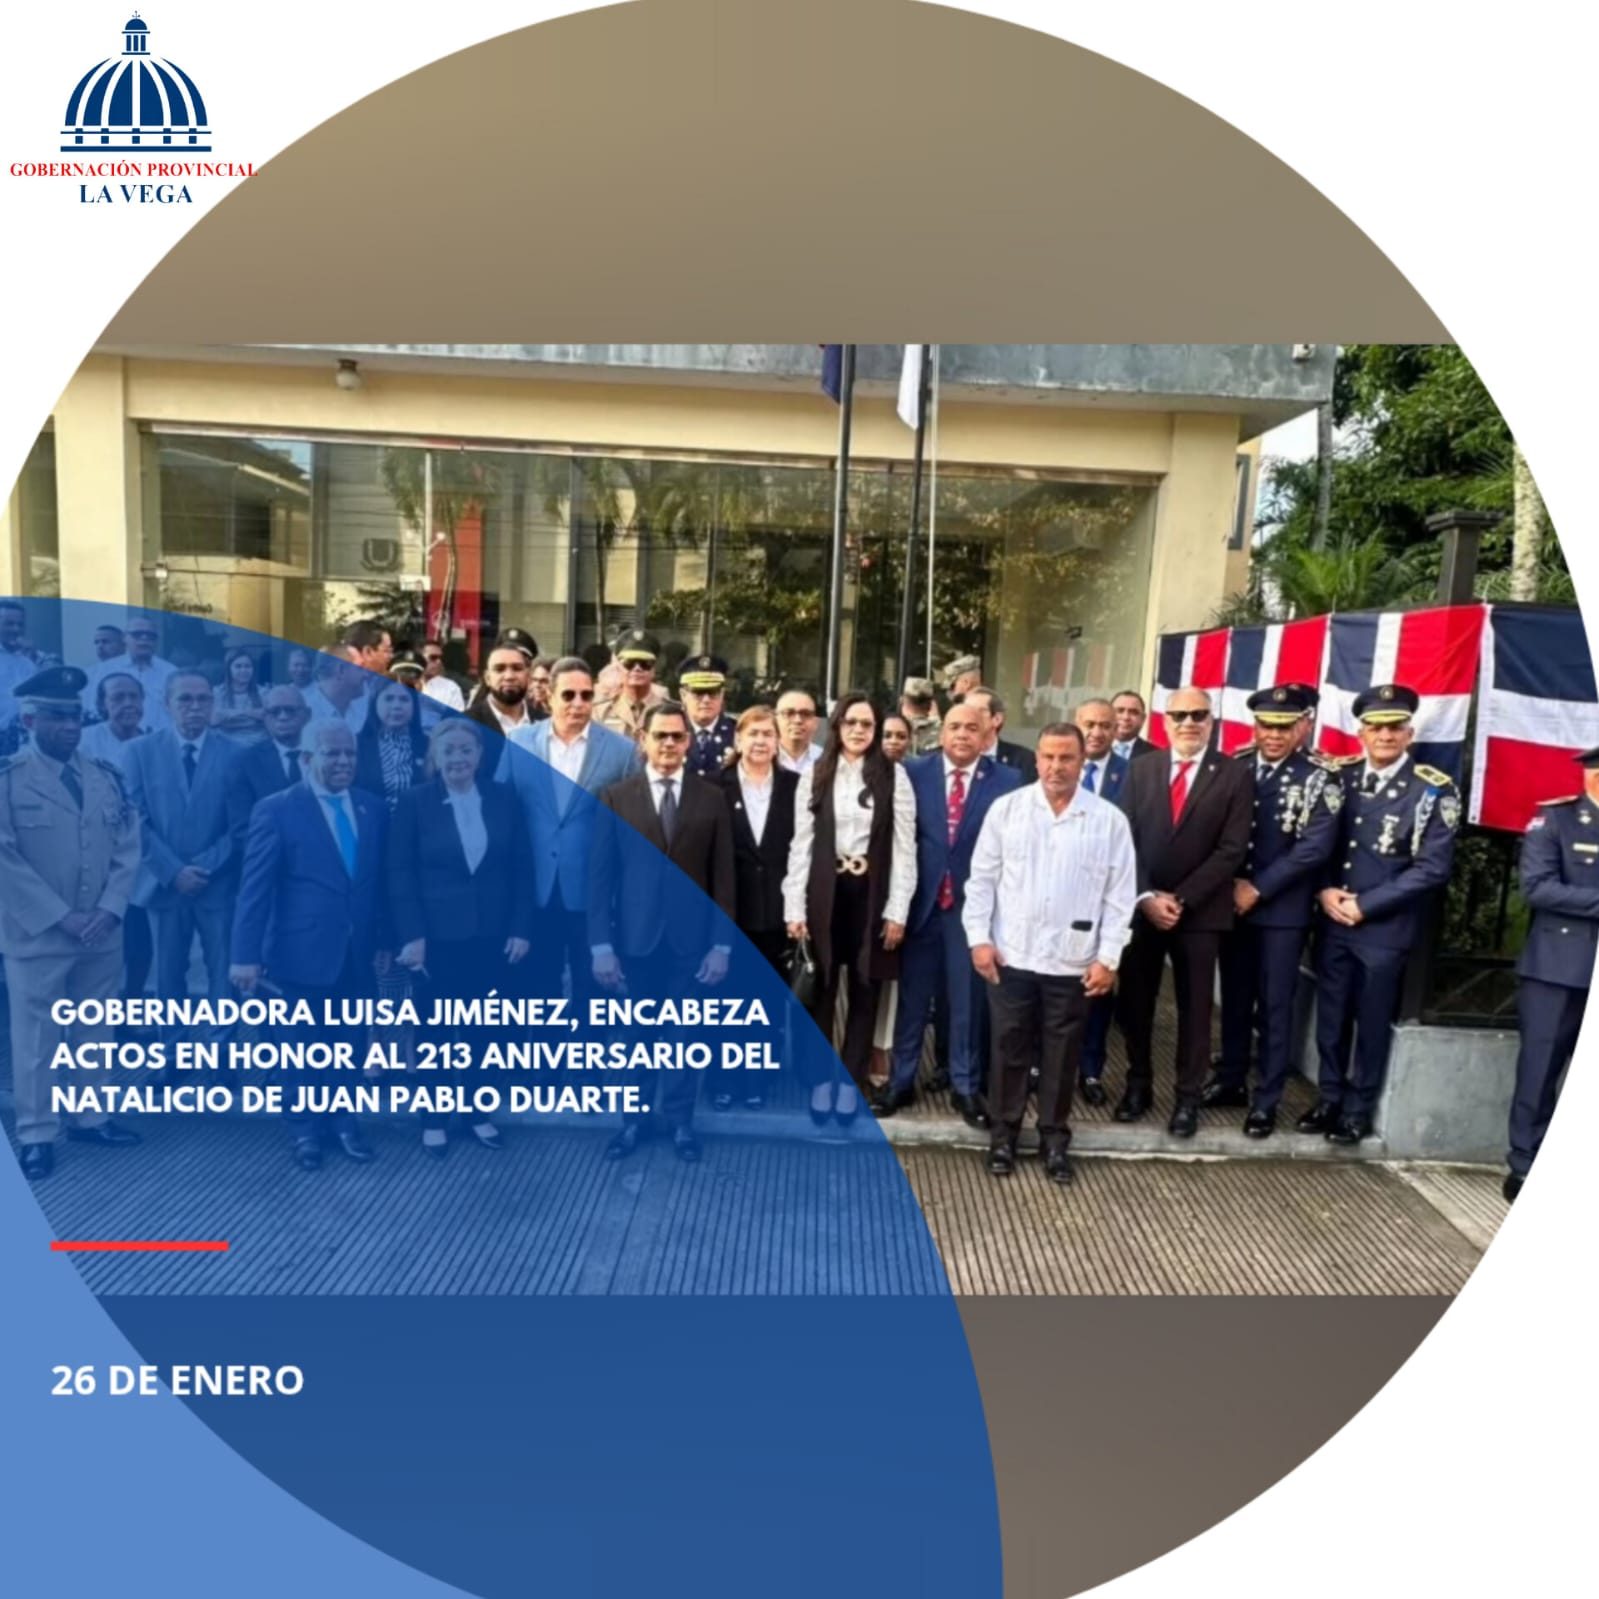 GOBERNACIÓN PROVINCIAL
LA VEGA
GOBERNADORA LUISA JIMÉNEZ, ENCABEZA
ACTOS EN HONOR AL 213 ANIVERSARIO DEL
NATALICIO DE JUAN PABLO DUARTE.
26 DE ENERO